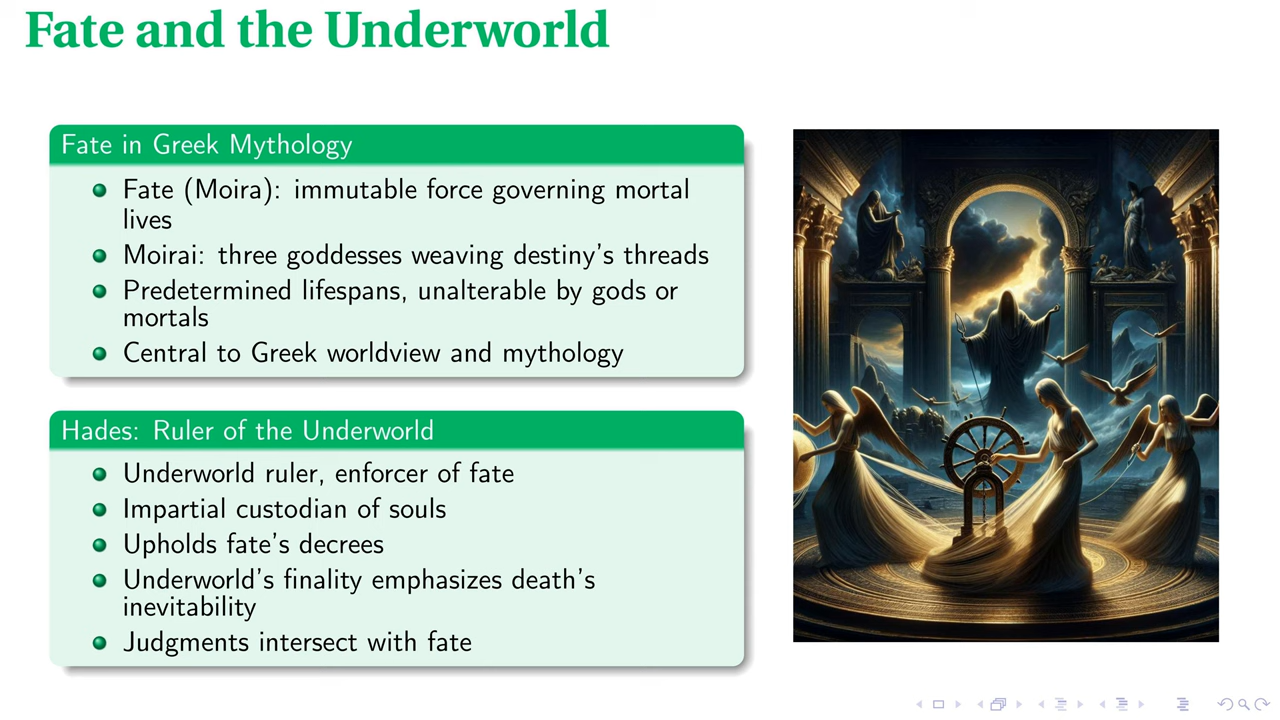 Fate and the Underworld
Fate in Greek Mythology
Fate (Moira): immutable force governing mortal
lives
Moirai: three goddesses weaving destiny's threads
Predetermined lifespans, unalterable by gods or
mortals
Central to Greek worldview and mythology
Hades: Ruler of the Underworld
Underworld ruler, enforcer of fate
Impartial custodian of souls
Upholds fate's decrees
Underworld's finality emphasizes death's
inevitability
Judgments intersect with fate